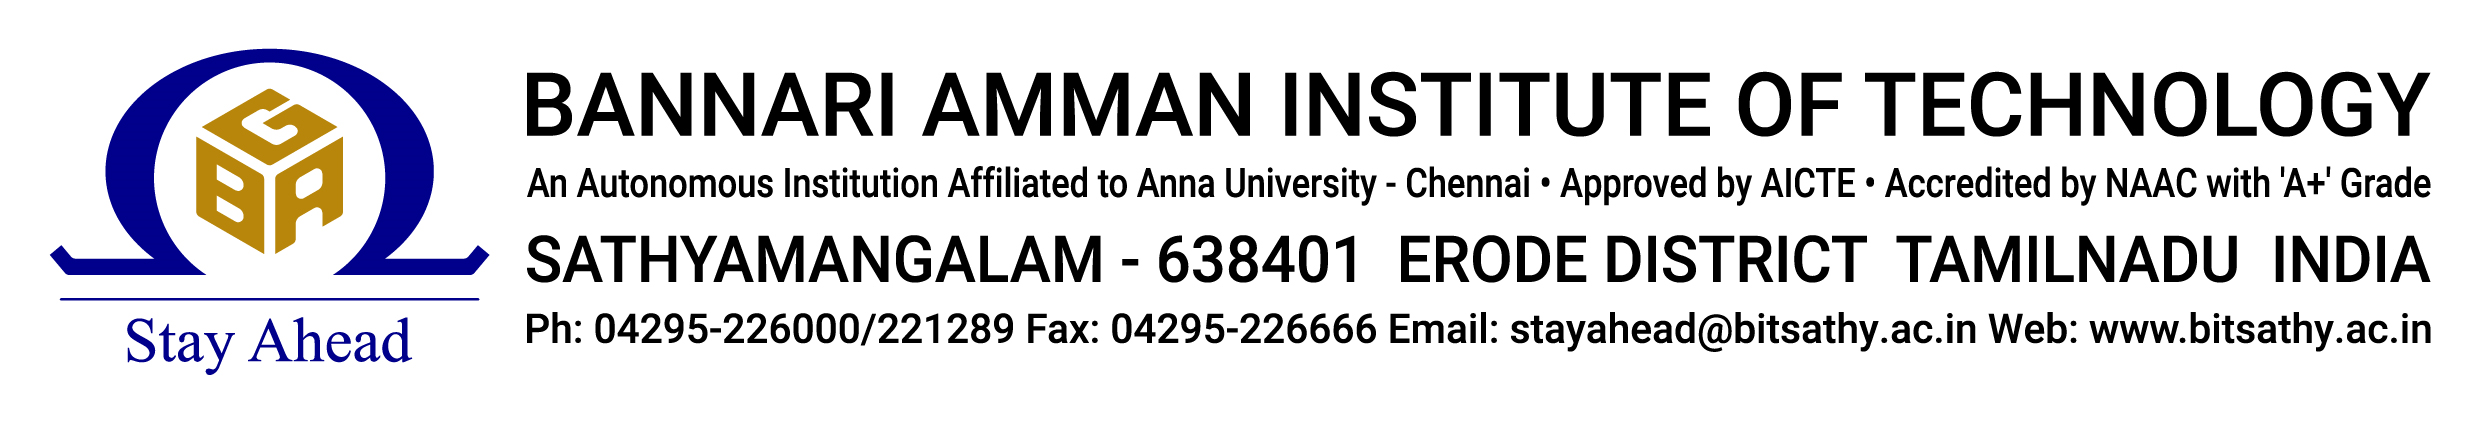 GBA
Stay Ahead
BANNARI AMMAN INSTITUTE OF TECHNOLOGY
An Autonomous Institution Affiliated to Anna University - Chennai • Approved by AICTE • Accredited by NAAC with 'A+' Grade
SATHYAMANGALAM - 638401 ERODE DISTRICT TAMILNADU INDIA
Ph: 04295-226000/221289 Fax: 04295-226666 Email: stayahead@bitsathy.ac.in Web: www.bitsathy.ac.in